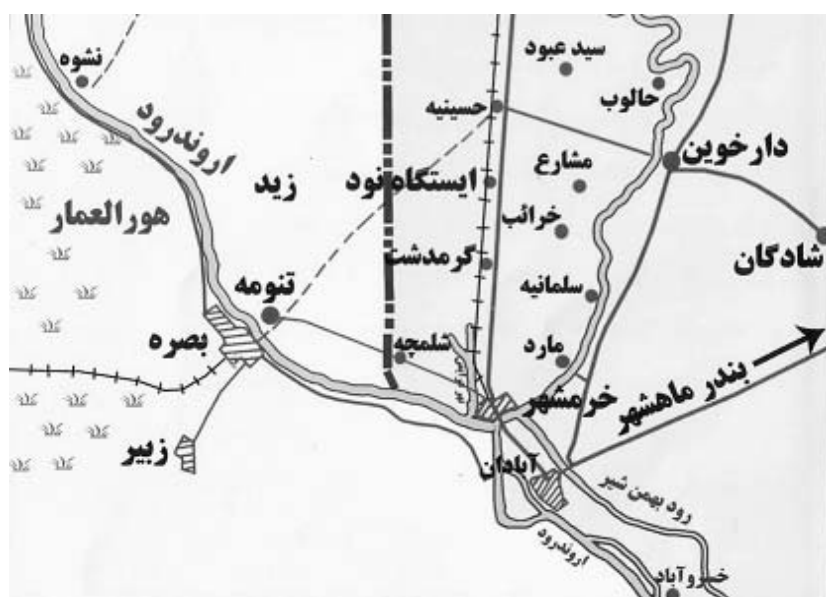 سید عبود
نشوه
حالوب
حسینیه
اروندرود
دارخوین
مشارع
ایستگاه نود
زید
هورالعمار
خرائب
شادگان
گرمدشت
سلمانیه
تنومه
بصره
شلمچه
مارد
بندر ماهشهر
خرمشهر
زبیر
آبادان
رود بهمن شیر
اروندرود
خسروآباد